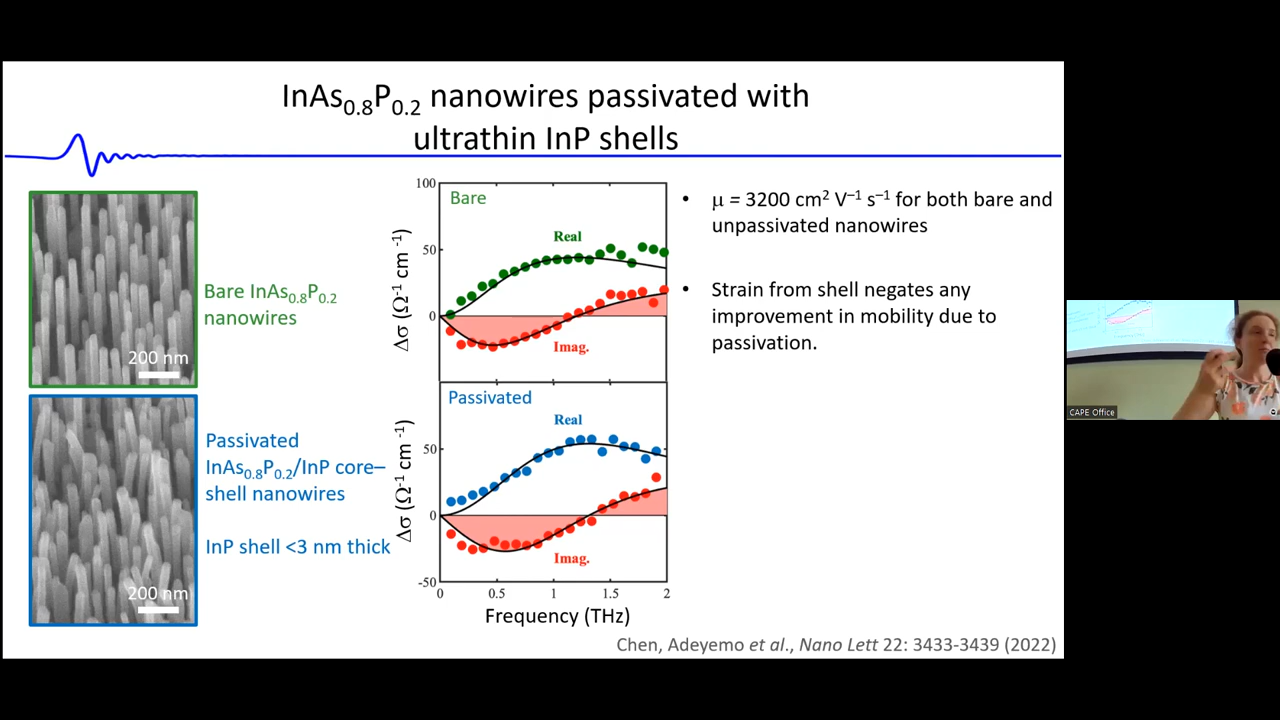 InAs0.8P0.2 nanowires passivated with
ultrathin InP shells
200 nm
Bare InAs0.8P0.2
nanowires
200 nm
Passivated
InAs0.8P0.2/InP core–
shell nanowires
InP shell <3 nm thick
100
50
0
Δσ (Ω-1 cm -1)
Bare
Real
Imag.
50
0
-50
Δσ (Ω-1 cm -1)
Passivated
Real
Imag.
0 0.5 1 1.5 2
Frequency (THz)
• μ = 3200 cm² V–1 s–1 for both bare and
unpassivated nanowires
• Strain from shell negates any
improvement in mobility due to
passivation.
Chen, Adeyemo et al., Nano Lett 22: 3433-3439 (2022)
CAPE Office